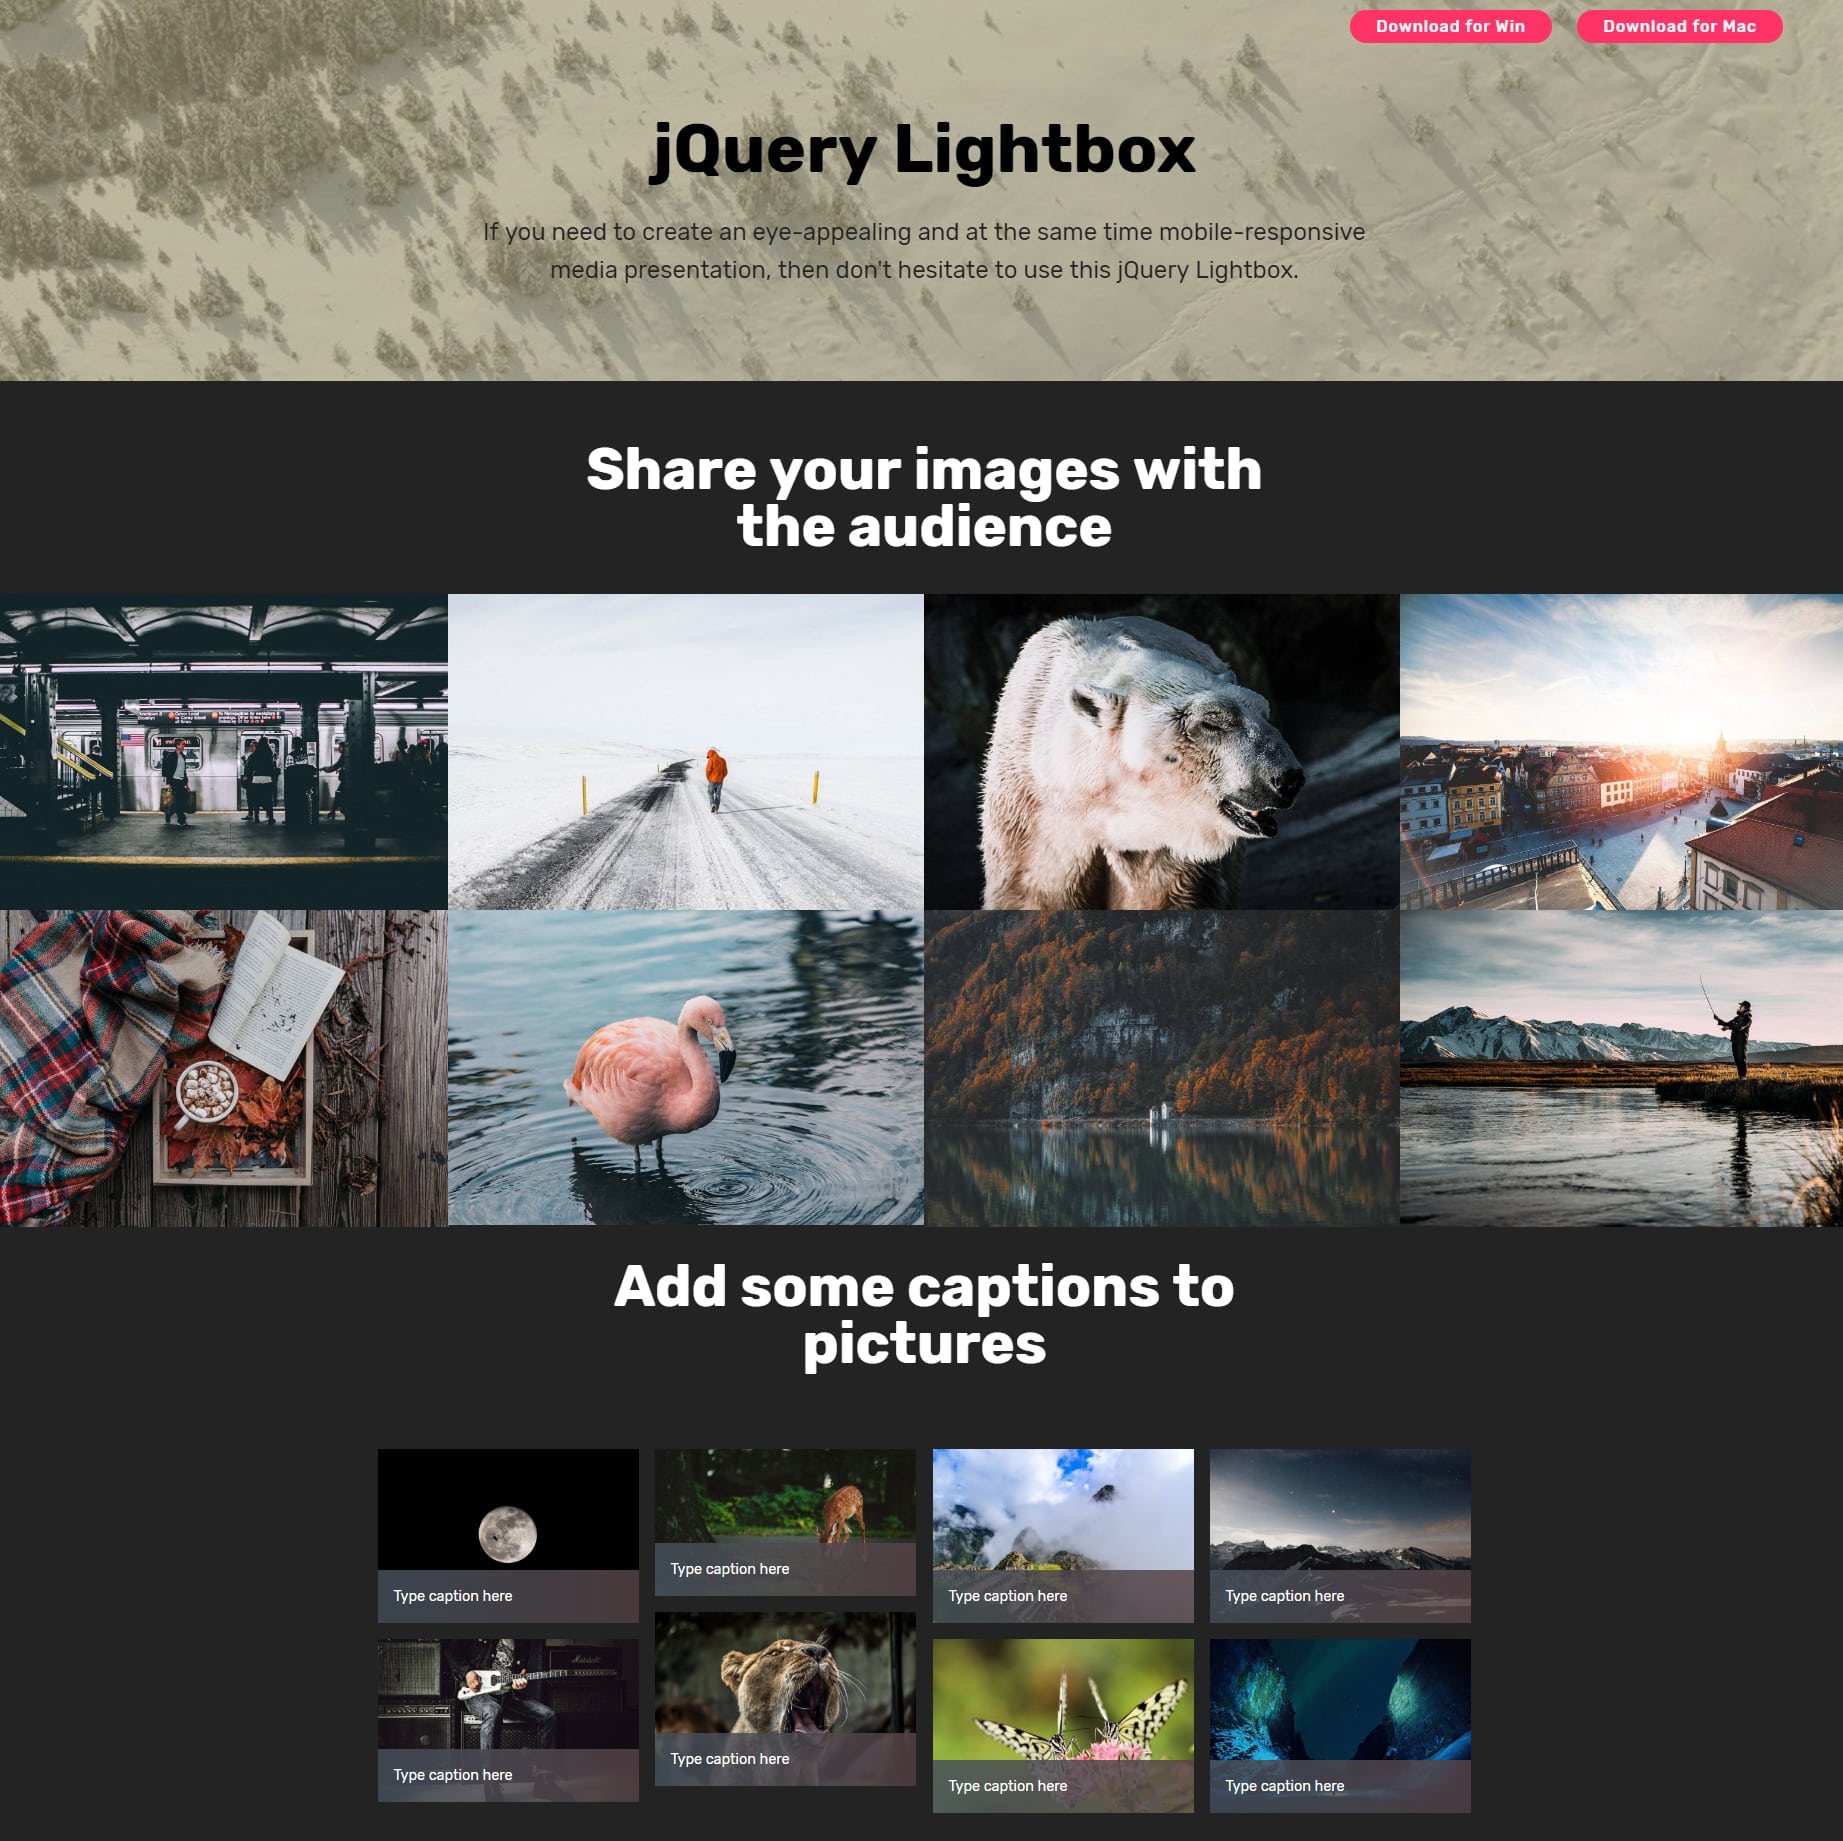 Download for Win
Download for Mac
jQuery Lightbox
If you need to create an eye-appealing and at the same time mobile-responsive
media presentation, then don't hesitate to use this jQuery Lightbox.
Share your images with
the audience
Add some captions to
pictures
Type caption here
Type caption here
Type caption here
Type caption here
Marshall
Type caption here
Type caption here
Type caption here
Type caption here